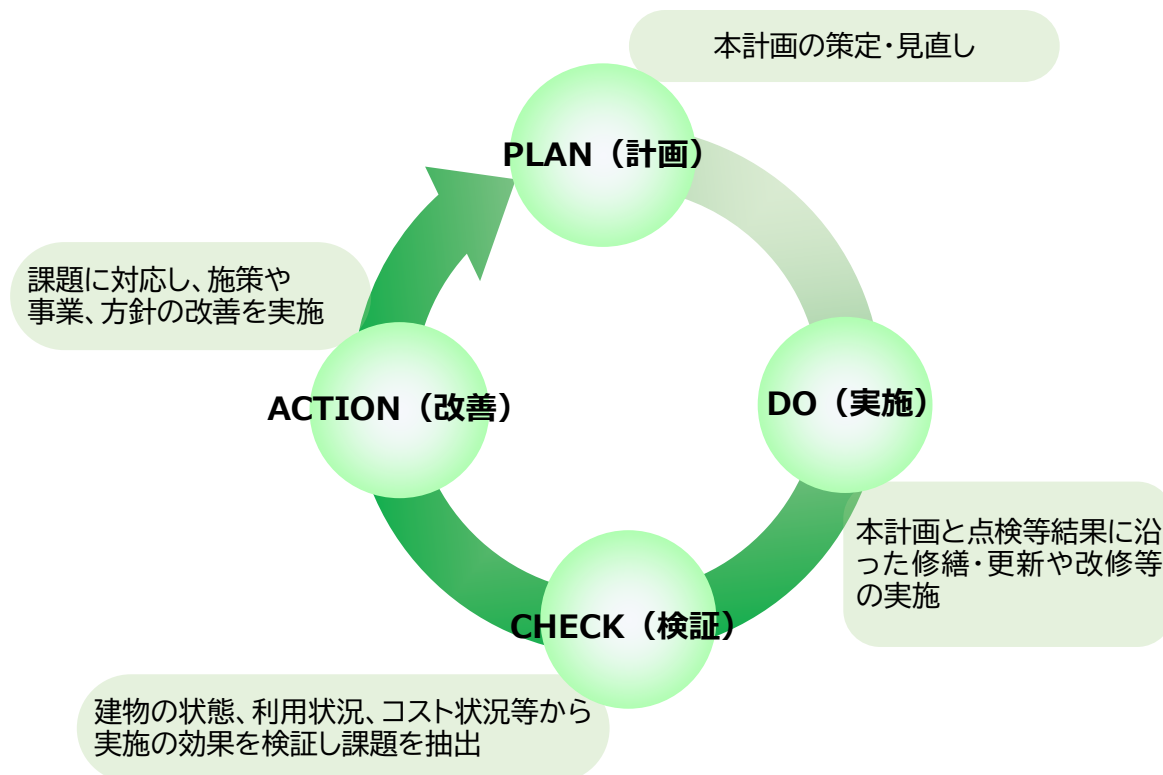 本計画の策定・見直し
PLAN（計画）
課題に対応し、施策や
事業、方針の改善を実施
ACTION（改善）
DO（実施）
本計画と点検等結果に沿
った修繕・更新や改修等
の実施
CHECK（検証）
建物の状態、利用状況、コスト状況等から
実施の効果を検証し課題を抽出